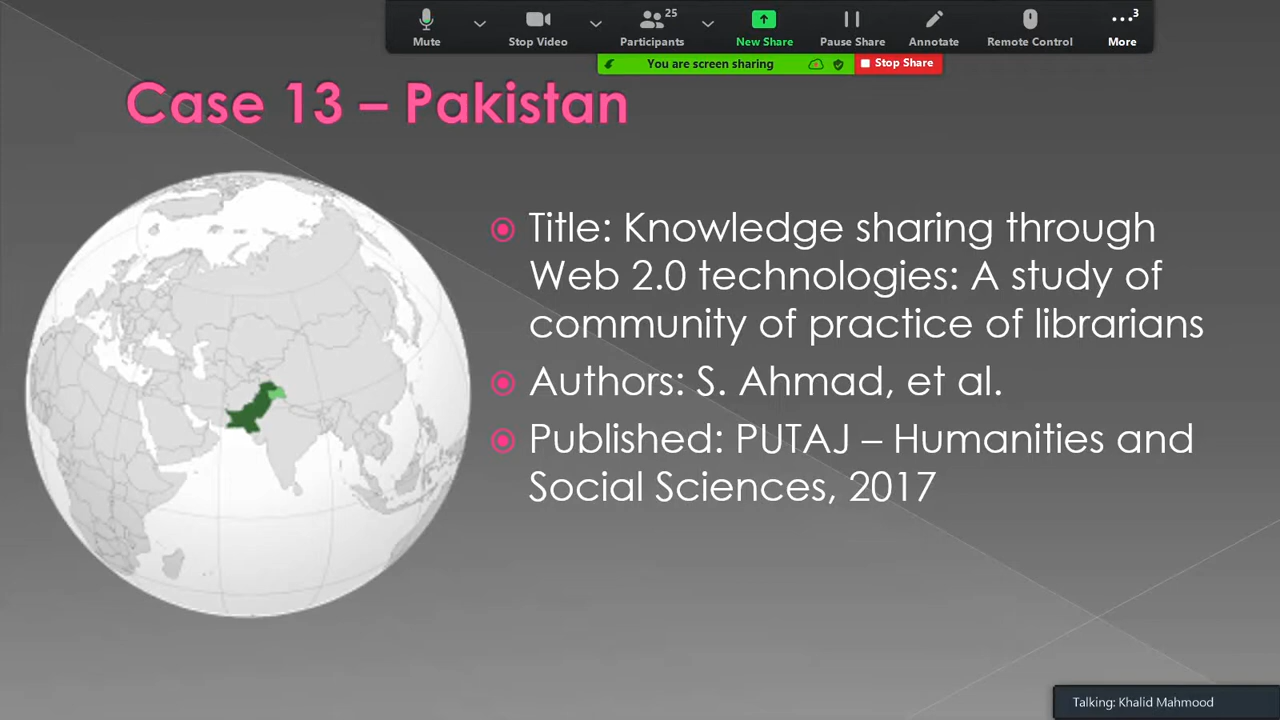 25
3
Mute
Stop Video
Participants
New Share
Pause Share
Annotate
Remote Control
More
You are screen sharing
Stop Share
Case 13 – Pakistan
Title: Knowledge sharing through
Web 2.0 technologies: A study of
community of practice of librarians
Authors: S. Ahmad, et al.
Published: PUTAJ – Humanities and
Social Sciences, 2017
Talking: Khalid Mahmood